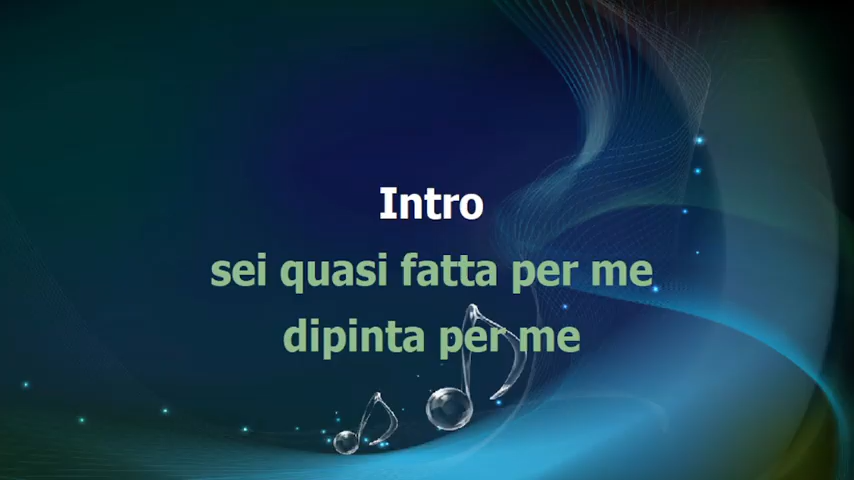 Intro
sei quasi fatta per me
dipinta per me